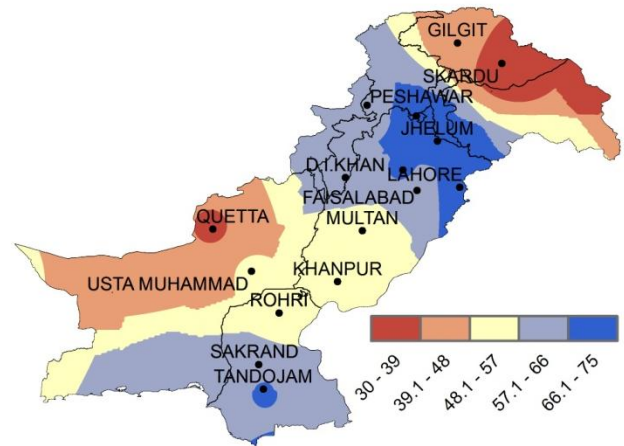 GILGIT
SKARDU
PESHAWAR
JHELUM
D.I.KHAN
LAHORE
FAISALABAD
QUETTA
MULTAN
USTA MUHAMMAD
KHANPUR
ROHRI
SAKRAND
TANDOJAM
30 - 39
39.1 - 48
48.1 - 57
57.1 - 66
66.1 - 75